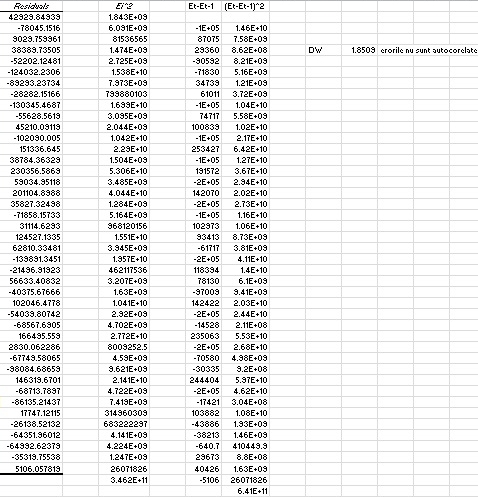 Residuals Ei^2 Et-Et-1 (Et-Et-1)^2
42929.84939 1.843E+09
-78045.1516 6.091E+09 -1E+05 1.46E+10
9029.759961 81536565 87075 7.58E+09
38389.73505 1.474E+09 29360 8.62E+08 DW 1.8509 erorile nu sunt autocorelate
-52202.12481 2.725E+09 -90592 8.21E+09
-124032.2306 1.538E+10 -71830 5.16E+09
-89293.23734 7.973E+09 34739 1.21E+09
-28282.15166 799880103 61011 3.72E+09
-130345.4687 1.699E+10 -1E+05 1.04E+10
-55628.5619 3.095E+09 74717 5.58E+09
45210.09119 2.044E+09 100839 1.02E+10
-102090.005 1.042E+10 -1E+05 2.17E+10
151336.645 2.29E+10 253427 6.42E+10
38784.36329 1.504E+09 -1E+05 1.27E+10
230356.5869 5.306E+10 191572 3.67E+10
59034.95118 3.485E+09 -2E+05 2.94E+10
201104.8988 4.044E+10 142070 2.02E+10
35827.32498 1.284E+09 -2E+05 2.73E+10
-71858.15733 5.164E+09 -1E+05 1.16E+10
31114.6293 968120156 102973 1.06E+10
124527.1335 1.551E+10 93413 8.73E+09
62810.33481 3.945E+09 -61717 3.81E+09
-139891.3451 1.957E+10 -2E+05 4.11E+10
-21496.91923 462117536 118394 1.4E+10
56633.40832 3.207E+09 78130 6.1E+09
-40375.67666 1.63E+09 -97009 9.41E+09
102046.4778 1.041E+10 142422 2.03E+10
-54039.80742 2.92E+09 -2E+05 2.44E+10
-68567.6905 4.702E+09 -14528 2.11E+08
166495.559 2.772E+10 235063 5.53E+10
2830.062286 8009252.5 -2E+05 2.68E+10
-67749.58065 4.59E+09 -70580 4.98E+09
-98084.68659 9.621E+09 -30335 9.2E+08
146319.6701 2.141E+10 244404 5.97E+10
-68713.7897 4.722E+09 -2E+05 4.62E+10
-86135.21437 7.419E+09 -17421 3.04E+08
17747.12115 314960309 103882 1.08E+10
-26138.52132 683222297 -43886 1.93E+09
-64351.96012 4.141E+09 -38213 1.46E+09
-64992.62379 4.224E+09 -640.7 410449.9
-35319.75538 1.247E+09 29673 8.8E+08
5106.057819 26071826 40426 1.63E+09
3.462E+11 -5106 26071826
6.41E+11